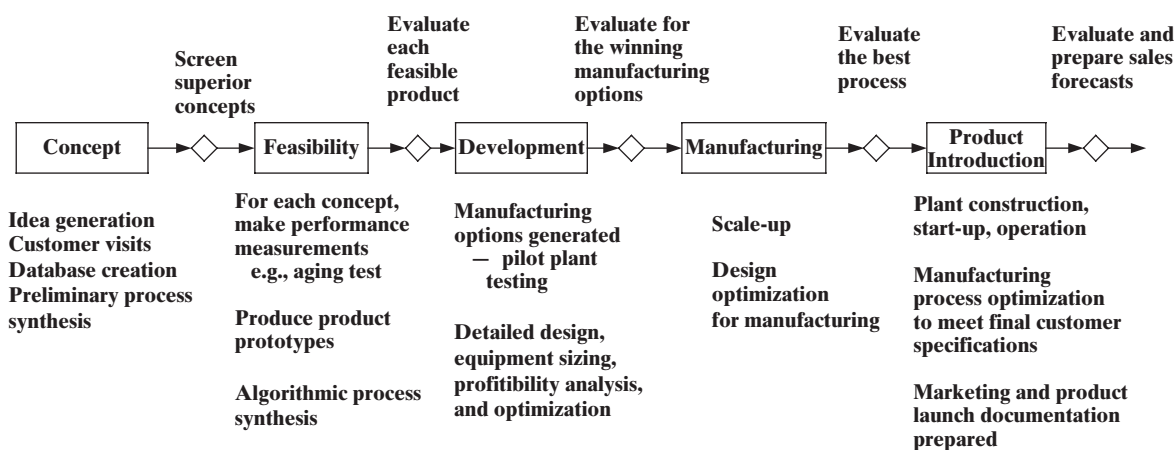 Screen
superior
concepts
Evaluate
each
feasible
product
Evaluate for
the winning
manufacturing
options
Evaluate
the best
process
Evaluate and
prepare sales
forecasts
Concept
Feasibility
Development
Manufacturing
Product
Introduction
Idea generation
Customer visits
Database creation
Preliminary process
synthesis
For each concept,
make performance
measurements
e.g., aging test
Produce product
prototypes
Algorithmic process
synthesis
Manufacturing
options generated
— pilot plant
testing
Detailed design,
equipment sizing,
profitibility analysis,
and optimization
Scale-up
Design
optimization
for manufacturing
Plant construction,
start-up, operation
Manufacturing
process optimization
to meet final customer
specifications
Marketing and product
launch documentation
prepared